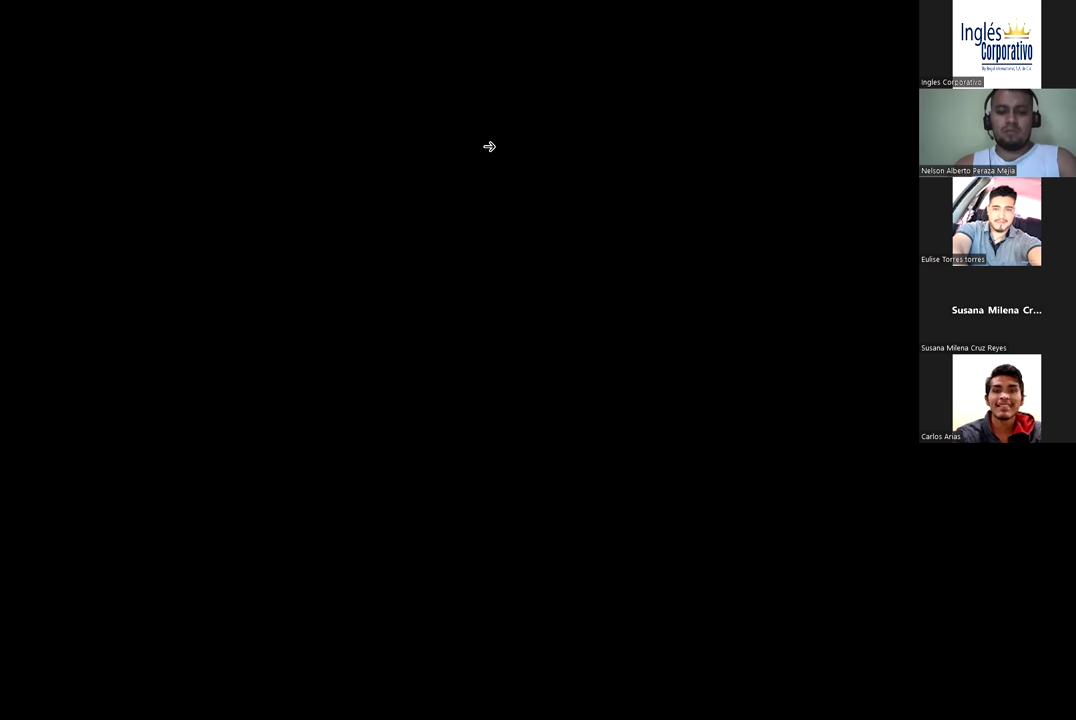 Inglés
Corporativo
Ingles Corporativo
Nelson Alberto Peraza Mejia
Eulise Torres torres
Susana Milena Cr...
Susana Milena Cruz Reyes
Carlos Arias